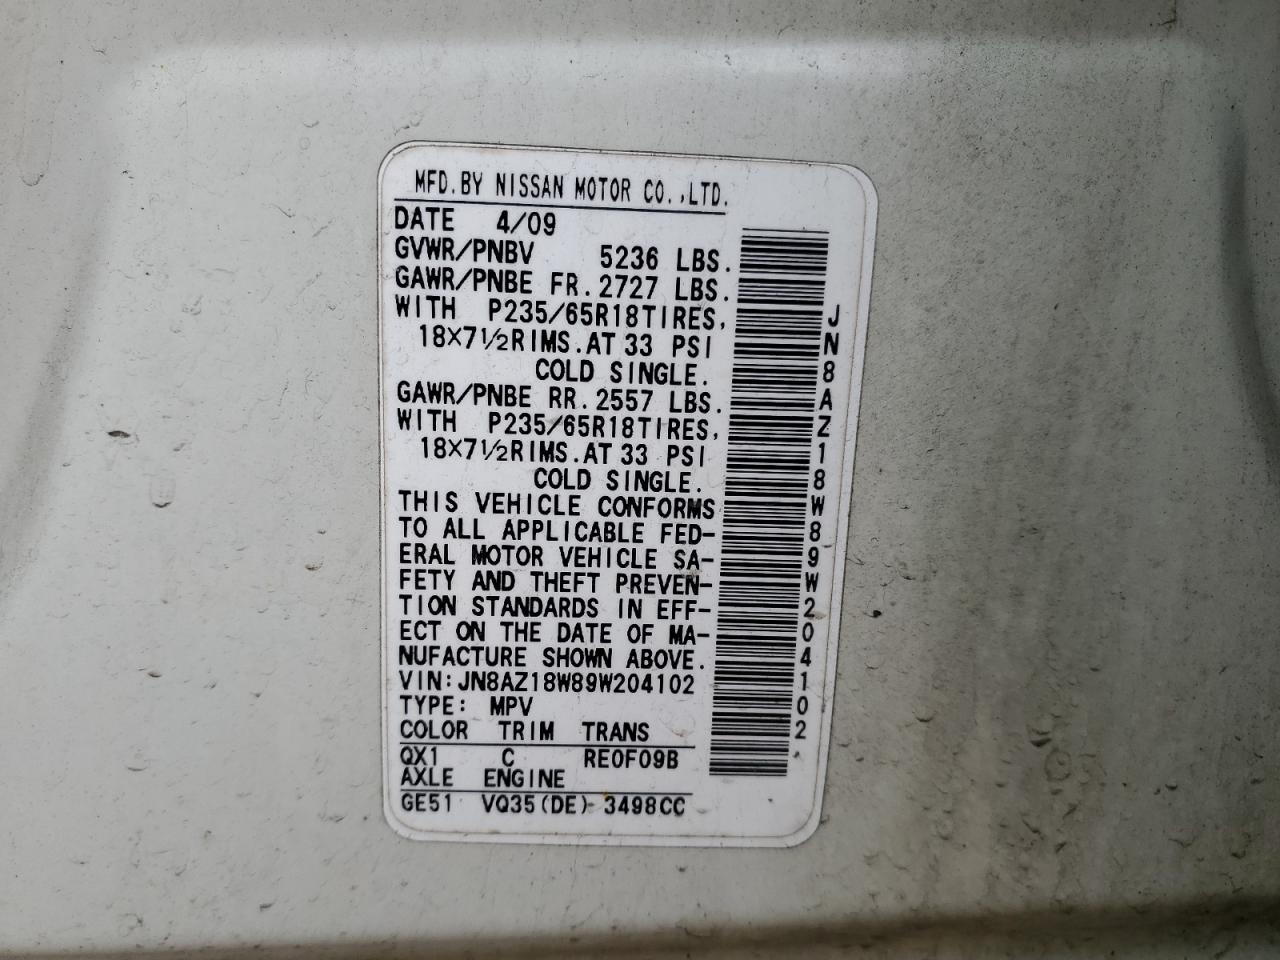 MFD.BY NISSAN MOTOR CO.,LTD.
DATE 4/09
GVWR/PNBV 5236 LBS.
GAWR/PNBE FR.2727 LBS.
WITH P235/65R18TIRES,
18×7½RIMS.AT 33 PSI
COLD SINGLE.
GAWR/PNBE RR.2557 LBS.
WITH P235/65R18TIRES,
18×7½RIMS.AT 33 PSI
COLD SINGLE.
THIS VEHICLE CONFORMS
TO ALL APPLICABLE FED-
ERAL MOTOR VEHICLE SA-
FETY AND THEFT PREVEN-
TION STANDARDS IN EFF-
ECT ON THE DATE OF MA-
NUFACTURE SHOWN ABOVE.
VIN:JN8AZ18W89W204102
TYPE: MPV
COLOR TRIM TRANS
QX1 C RE0F09B
AXLE ENGINE
GE51 VQ35(DE) 3498CC
JN8AZ18W89W204102